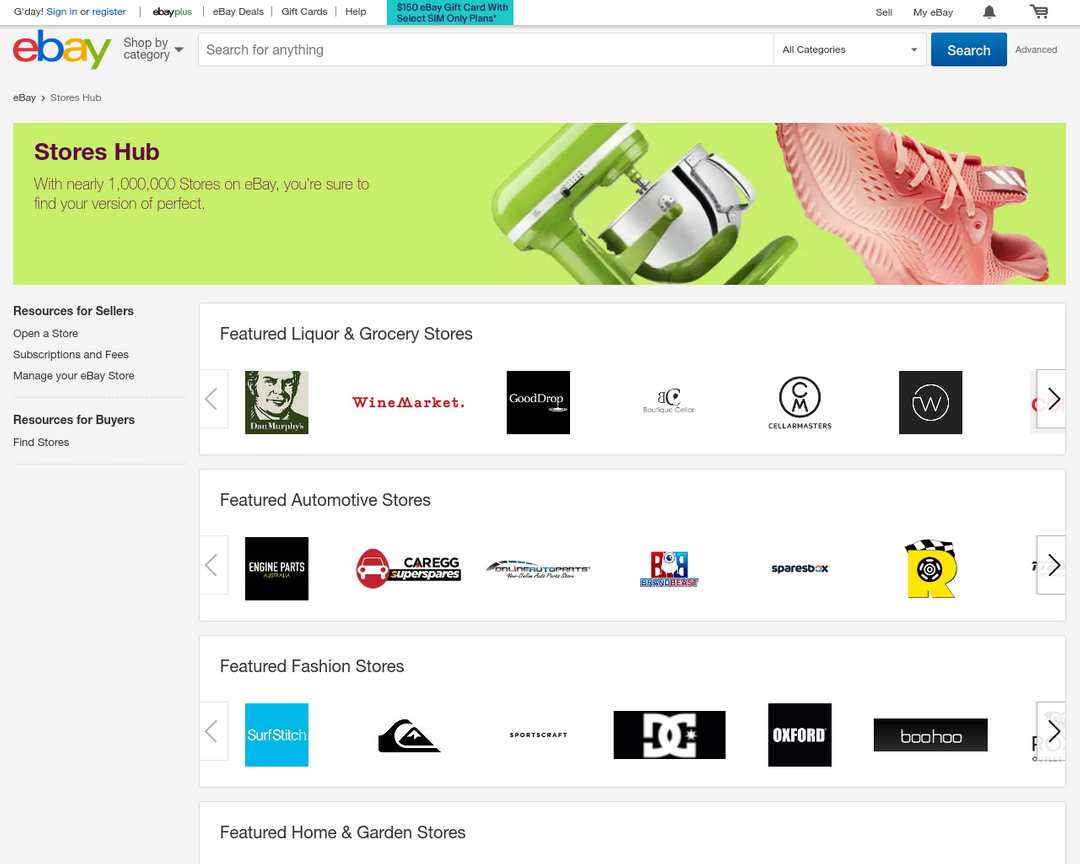 G'day! Sign in or register
ebayplus
eBay Deals
Gift Cards
Help
$150 eBay Gift Card With
Select SIM Only Plans*
Sell
My eBay
ebay
Shop by
category
Search for anything
All Categories
Search
Advanced
eBay
Stores Hub
Stores Hub
With nearly 1,000,000 Stores on eBay, you're sure to
find your version of perfect.
Resources for Sellers
Open a Store
Subscriptions and Fees
Manage your eBay Store
Resources for Buyers
Find Stores
Featured Liquor & Grocery Stores
Dan Murphy's
WineMarket.
GoodDrop
BC
Boutique Cellar
CM
CELLARMASTERS
W
Featured Automotive Stores
ENGINE PARTS
AUSTRALIA
CAREGG
superspares
ONLINEAUTOPARTS
Your Online Auto Parts Store
BB
BRANDBEAST
sparesbox
R
Featured Fashion Stores
SurfStitch
SPORTSCRAFT
DC
OXFORD
boohoo
Featured Home & Garden Stores